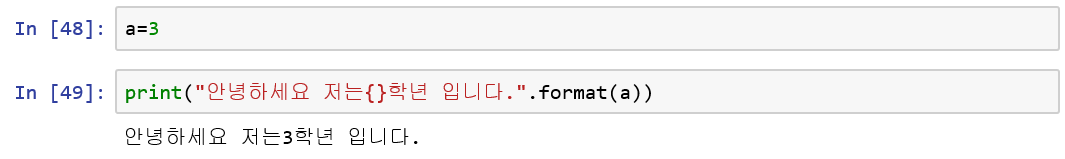 In [48]: a=3
In [49]: print("안녕하세요 저는{}학년 입니다.".format(a))
안녕하세요 저는3학년 입니다.